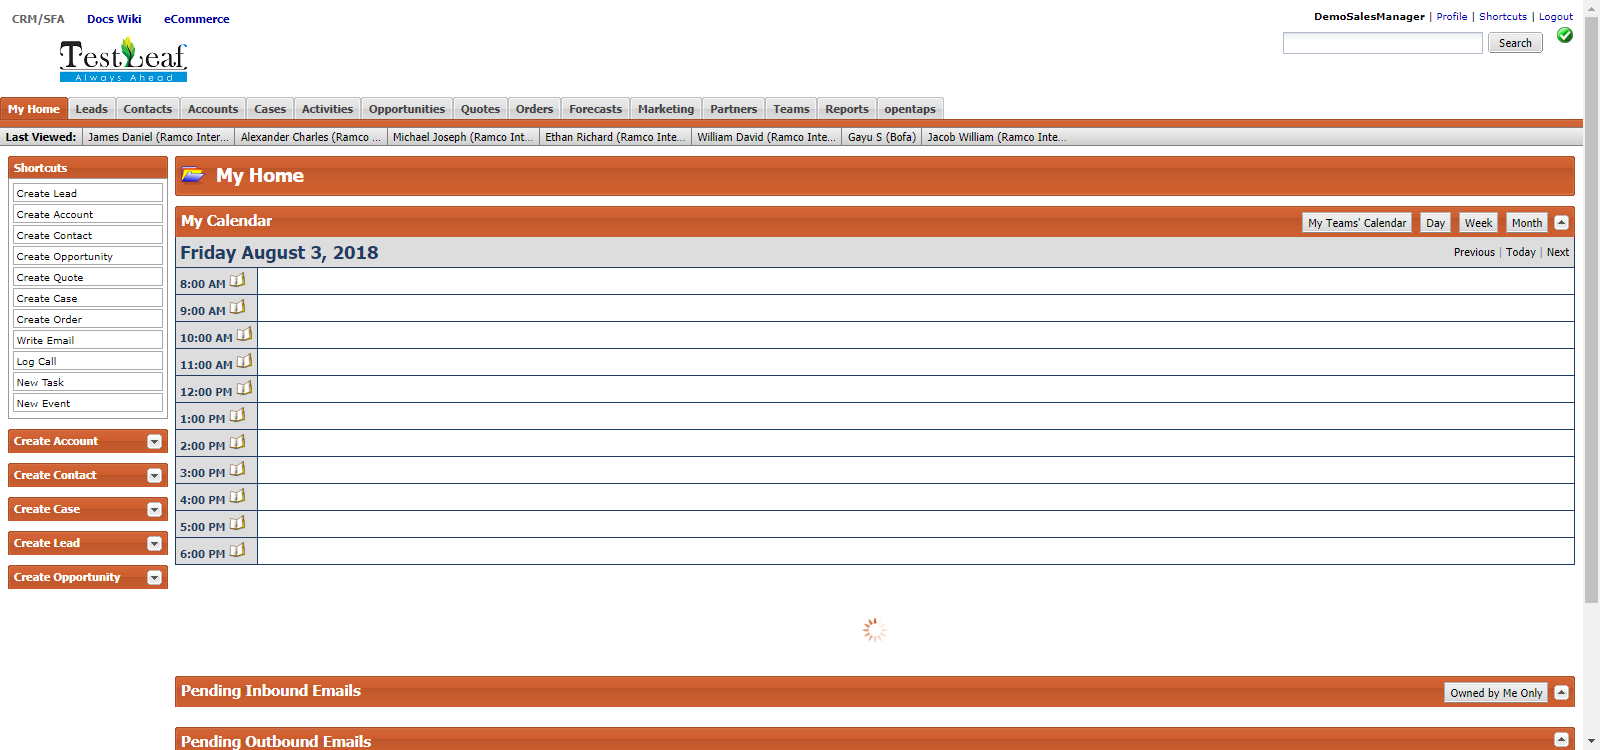 CRM/SFA Docs Wiki eCommerce
DemoSalesManager | Profile | Shortcuts | Logout
Search
TestLeaf
Always Ahead
My Home Leads Contacts Accounts Cases Activities Opportunities Quotes Orders Forecasts Marketing Partners Teams Reports opentaps
Last Viewed: James Daniel (Ramco Inter... Alexander Charles (Ramco ... Michael Joseph (Ramco Int... Ethan Richard (Ramco Inte... William David (Ramco Inte... Gayu S (Bofa) Jacob William (Ramco Inte...
Shortcuts
Create Lead
Create Account
Create Contact
Create Opportunity
Create Quote
Create Case
Create Order
Write Email
Log Call
New Task
New Event
Create Account
Create Contact
Create Case
Create Lead
Create Opportunity
My Home
My Calendar
My Teams' Calendar Day Week Month
Friday August 3, 2018
Previous | Today | Next
8:00 AM
9:00 AM
10:00 AM
11:00 AM
12:00 PM
1:00 PM
2:00 PM
3:00 PM
4:00 PM
5:00 PM
6:00 PM
Pending Inbound Emails
Owned by Me Only
Pending Outbound Emails